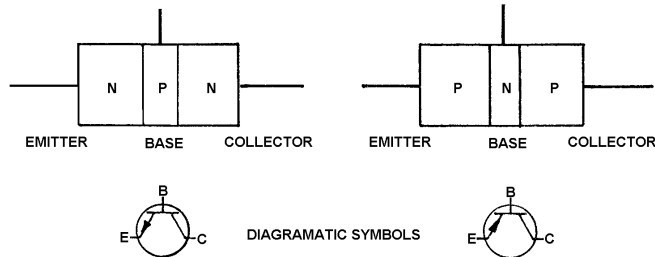 N P N P N P
EMITTER BASE COLLECTOR EMITTER BASE COLLECTOR
B B
E C DIAGRAMATIC SYMBOLS E C